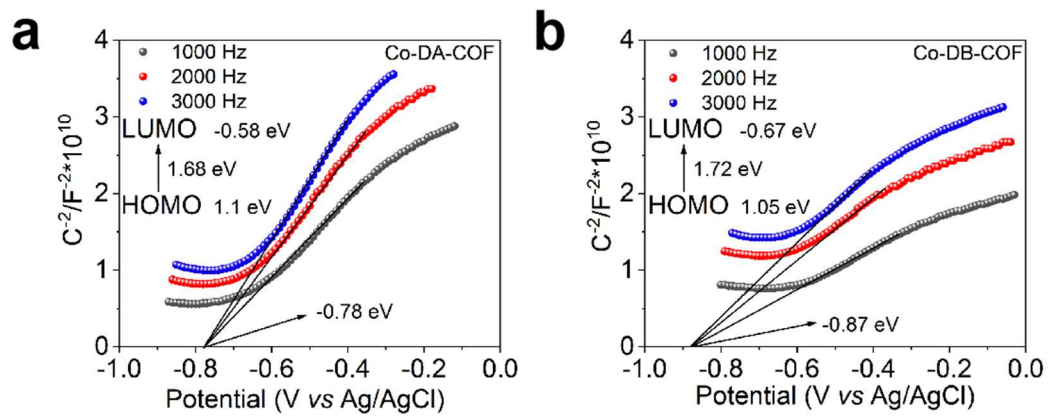 a
4
3
2
1
0
C⁻²/F⁻²*10¹⁰
1000 Hz
2000 Hz
3000 Hz
Co-DA-COF
LUMO -0.58 eV
1.68 eV
HOMO 1.1 eV
-0.78 eV
-1.0 -0.8 -0.6 -0.4 -0.2 0.0
Potential (V vs Ag/AgCl)
b
4
3
2
1
0
C⁻²/F⁻²*10¹⁰
1000 Hz
2000 Hz
3000 Hz
Co-DB-COF
LUMO -0.67 eV
1.72 eV
HOMO 1.05 eV
-0.87 eV
-1.0 -0.8 -0.6 -0.4 -0.2 0.0
Potential (V vs Ag/AgCl)